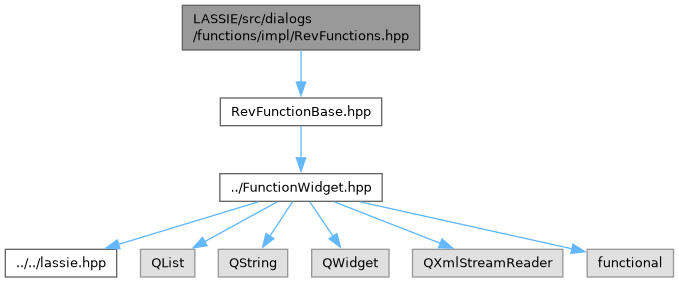 LASSIE/src/dialogs
/functions/impl/RevFunctions.hpp
RevFunctionBase.hpp
../FunctionWidget.hpp
../../lassie.hpp
QList
QString
QWidget
QXmlStreamReader
functional